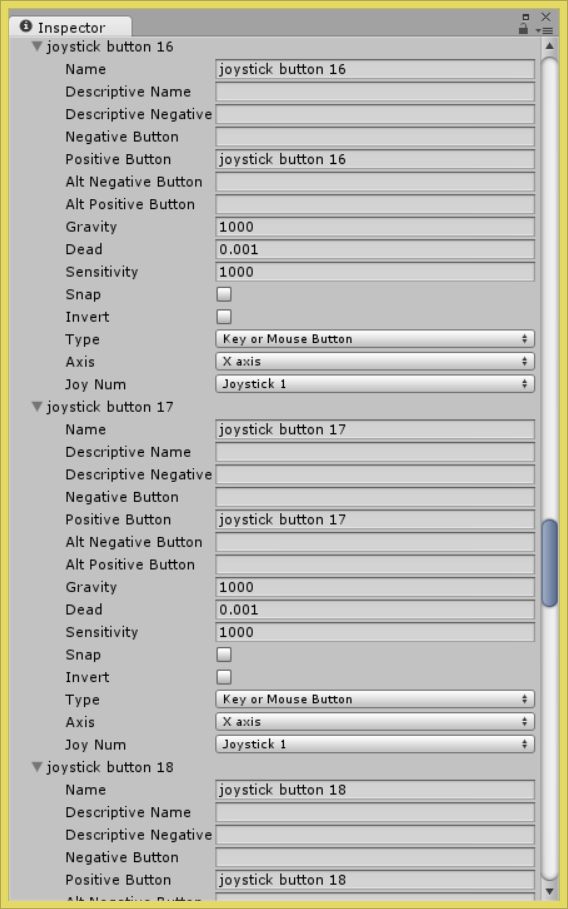 Inspector
joystick button 16
Name joystick button 16
Descriptive Name
Descriptive Negative
Negative Button
Positive Button joystick button 16
Alt Negative Button
Alt Positive Button
Gravity 1000
Dead 0.001
Sensitivity 1000
Snap
Invert
Type Key or Mouse Button
Axis X axis
Joy Num Joystick 1
joystick button 17
Name joystick button 17
Descriptive Name
Descriptive Negative
Negative Button
Positive Button joystick button 17
Alt Negative Button
Alt Positive Button
Gravity 1000
Dead 0.001
Sensitivity 1000
Snap
Invert
Type Key or Mouse Button
Axis X axis
Joy Num Joystick 1
joystick button 18
Name joystick button 18
Descriptive Name
Descriptive Negative
Negative Button
Positive Button joystick button 18
Alt Negative Button